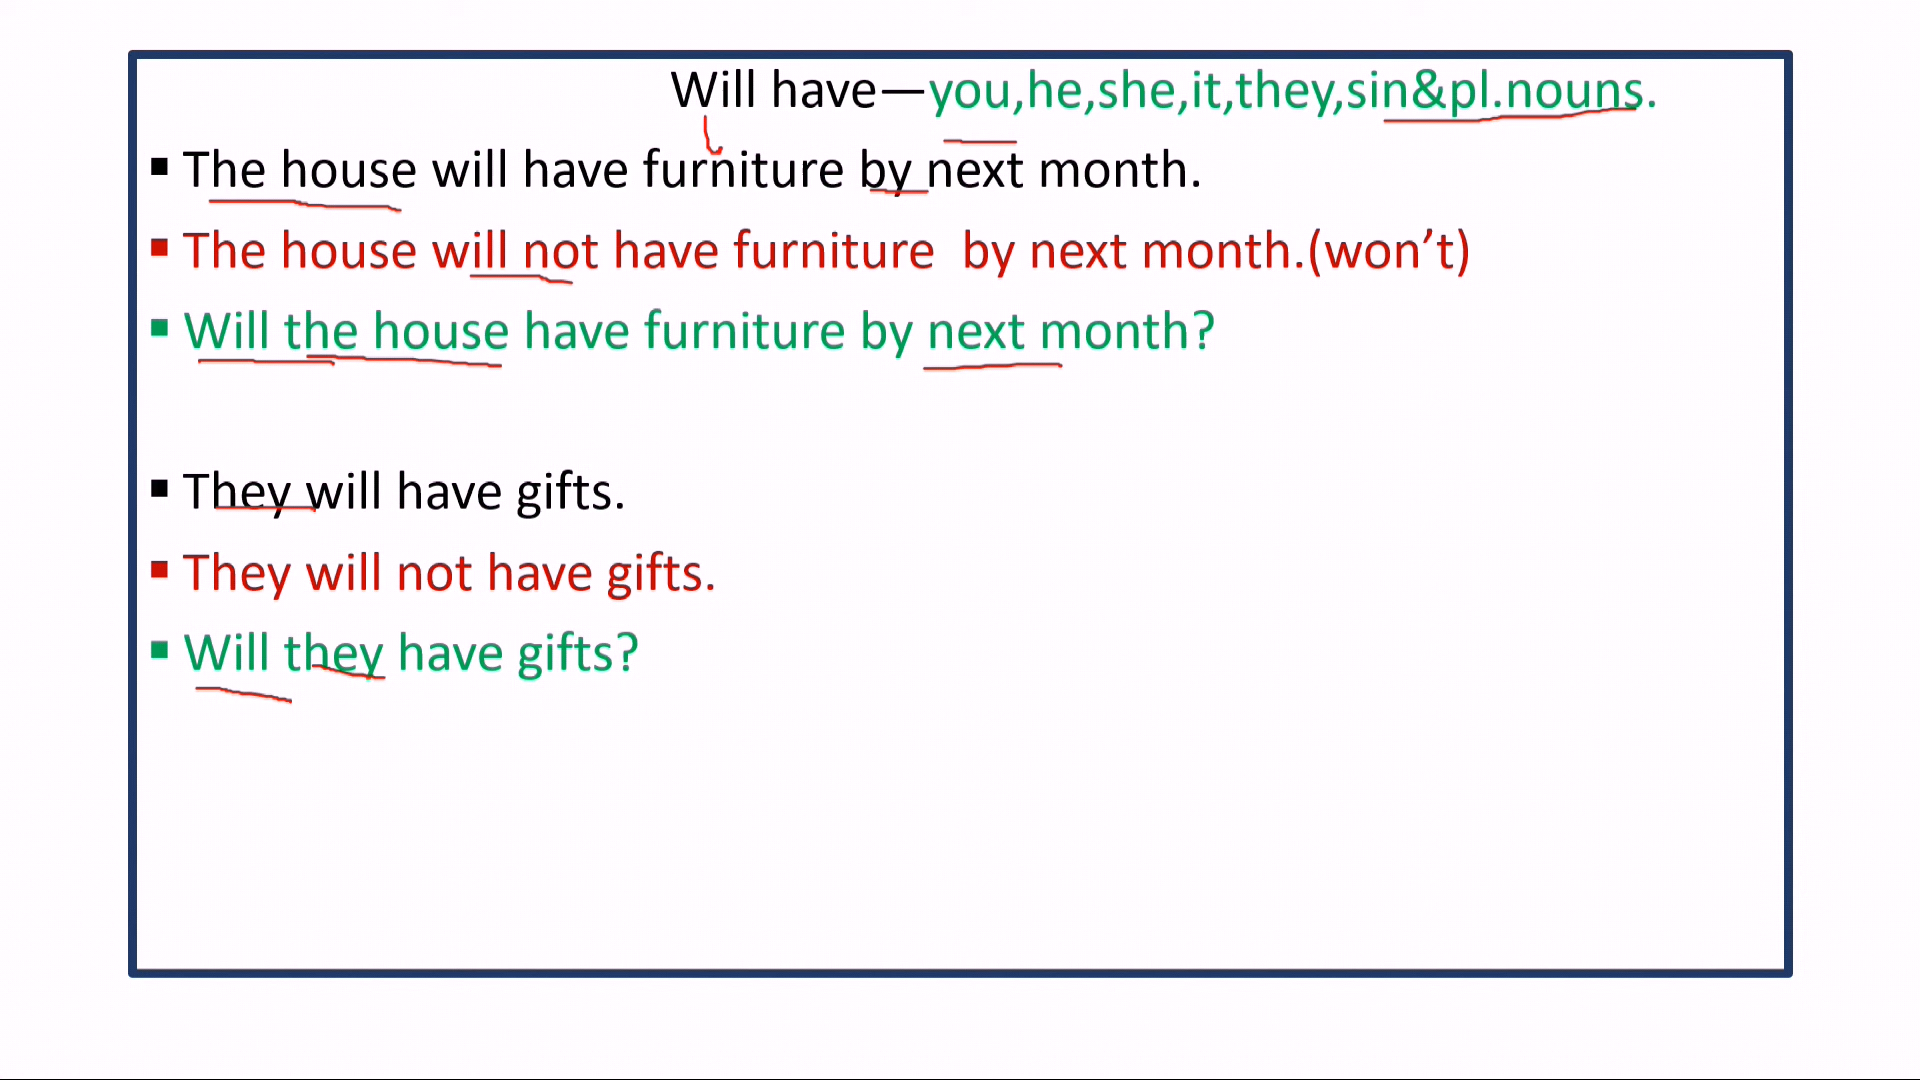 Will have—you,he,she,it,they,sin&pl.nouns.
▪ The house will have furniture by next month.
▪ The house will not have furniture  by next month.(won’t)
▪ Will the house have furniture by next month?
▪ They will have gifts.
▪ They will not have gifts.
▪ Will they have gifts?